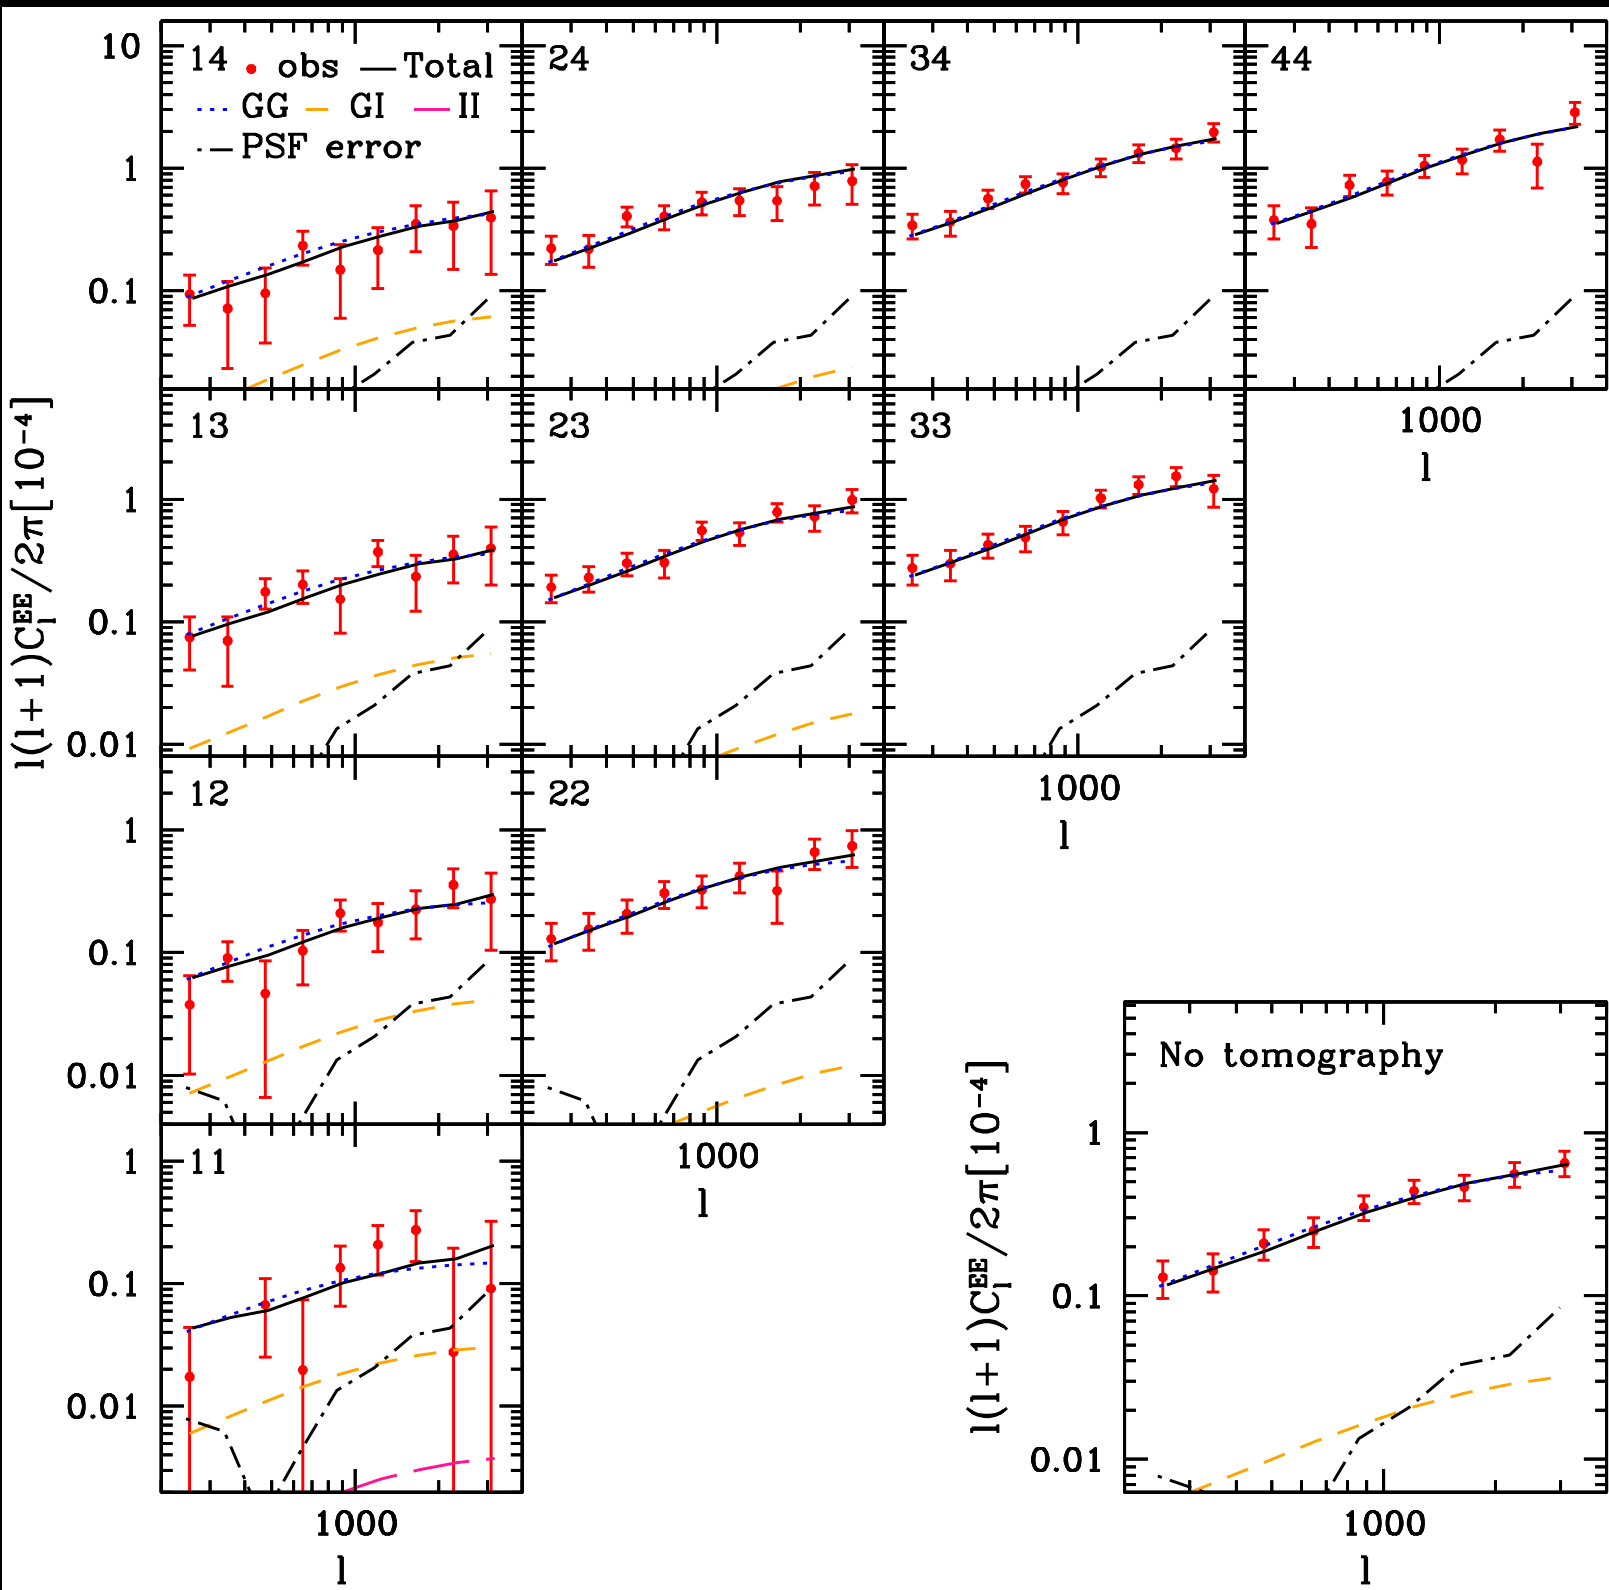 14 obs Total
GG GI II
PSF error
24
34
44
10
1
0.1
13
23
33
1000
l
1
0.1
0.01
l(l+1)C_l^EE/2π[10^-4]
12
22
1000
l
1
0.1
0.01
11
1000
l
1
0.1
0.01
1000
l
No tomography
1
0.1
0.01
l(l+1)C_l^EE/2π[10^-4]
1000
l